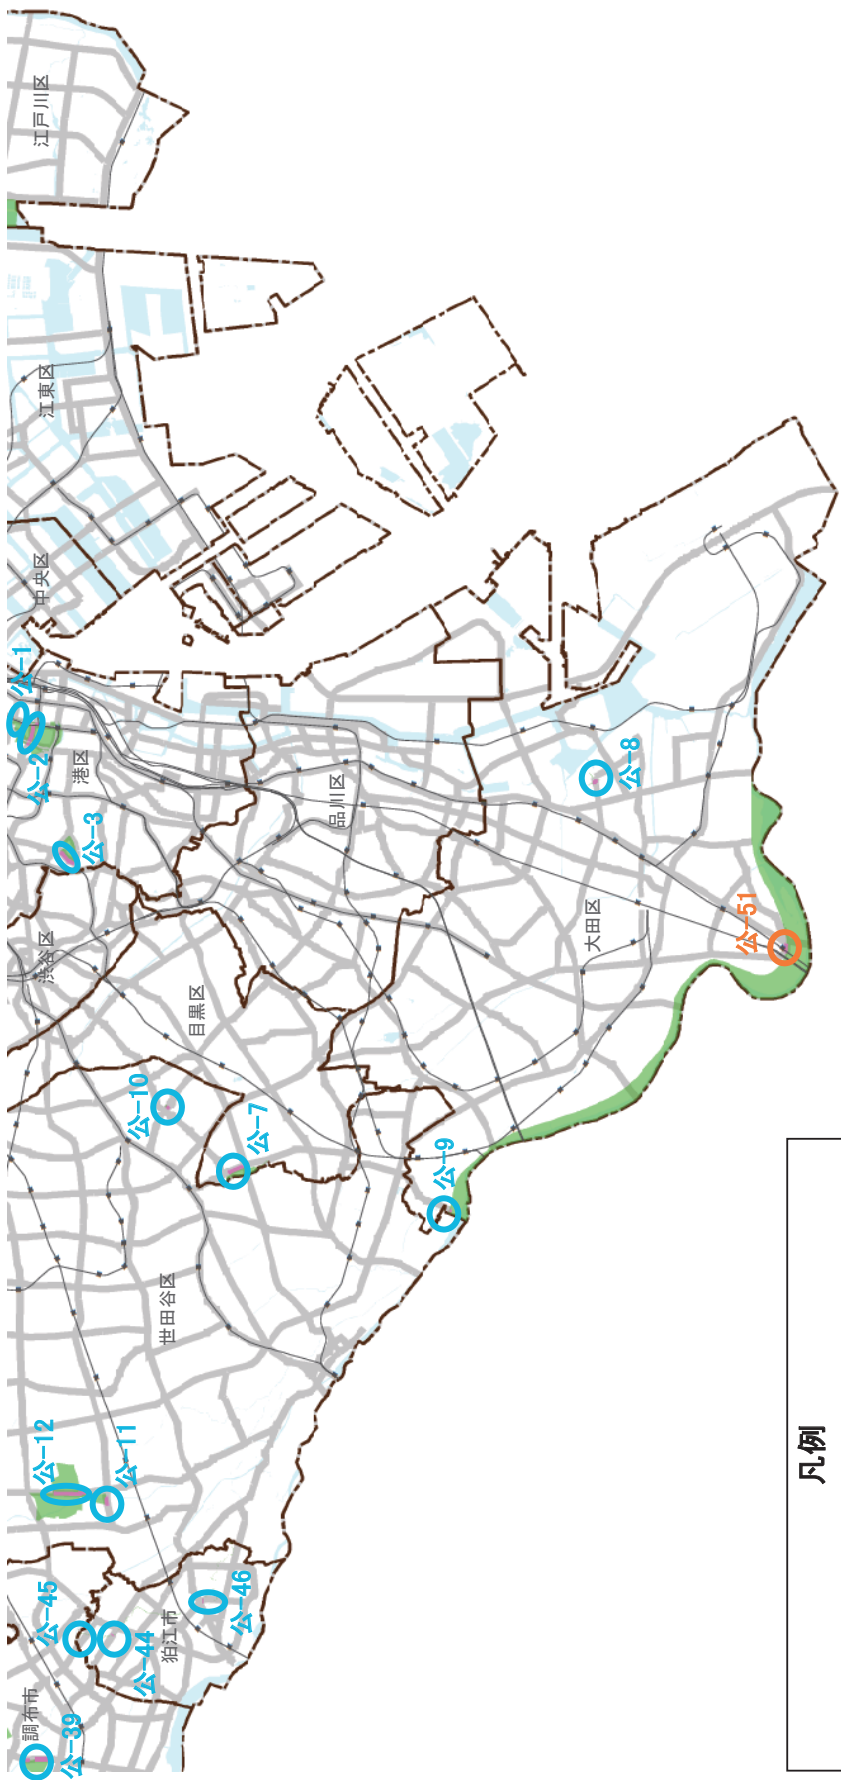 調布市
公-39
公-45
公-44
狛江市
公-46
公-12
公-11
世田谷区
公-10
公-7
公-9
目黒区
渋谷区
公-3
港区
公-2
公-1
品川区
公-8
大田区
公-51
中央区
江東区
江戸川区
凡例